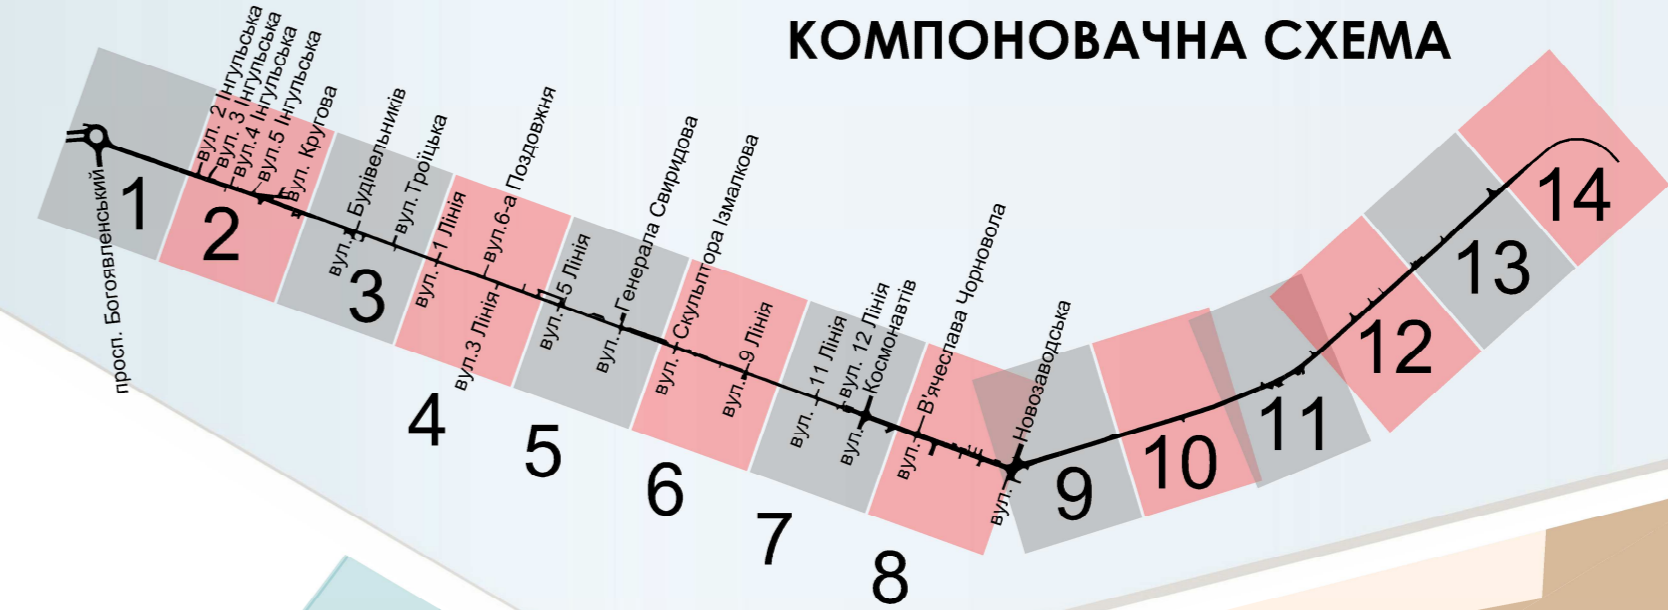 КОМПОНОВАЧНА СХЕМА
просп. Богоявленський
вул. 2 Інгульська
вул. 3 Інгульська
вул.4 Інгульська
вул.5 Інгульська
вул. Кругова
вул. Будівельників
вул. Троїцька
вул. 1 Лінія
вул.6-а Поздовжня
вул.3 Лінія
вул. 5 Лінія
вул. Генерала Свиридова
вул. Скульптора Ізмалкова
вул. 9 Лінія
вул. 11 Лінія
вул. 12 Лінія
вул. Космонавтів
вул. В'ячеслава Чорновола
вул. Новозаводська
1
2
3
4
5
6
7
8
9
10
11
12
13
14